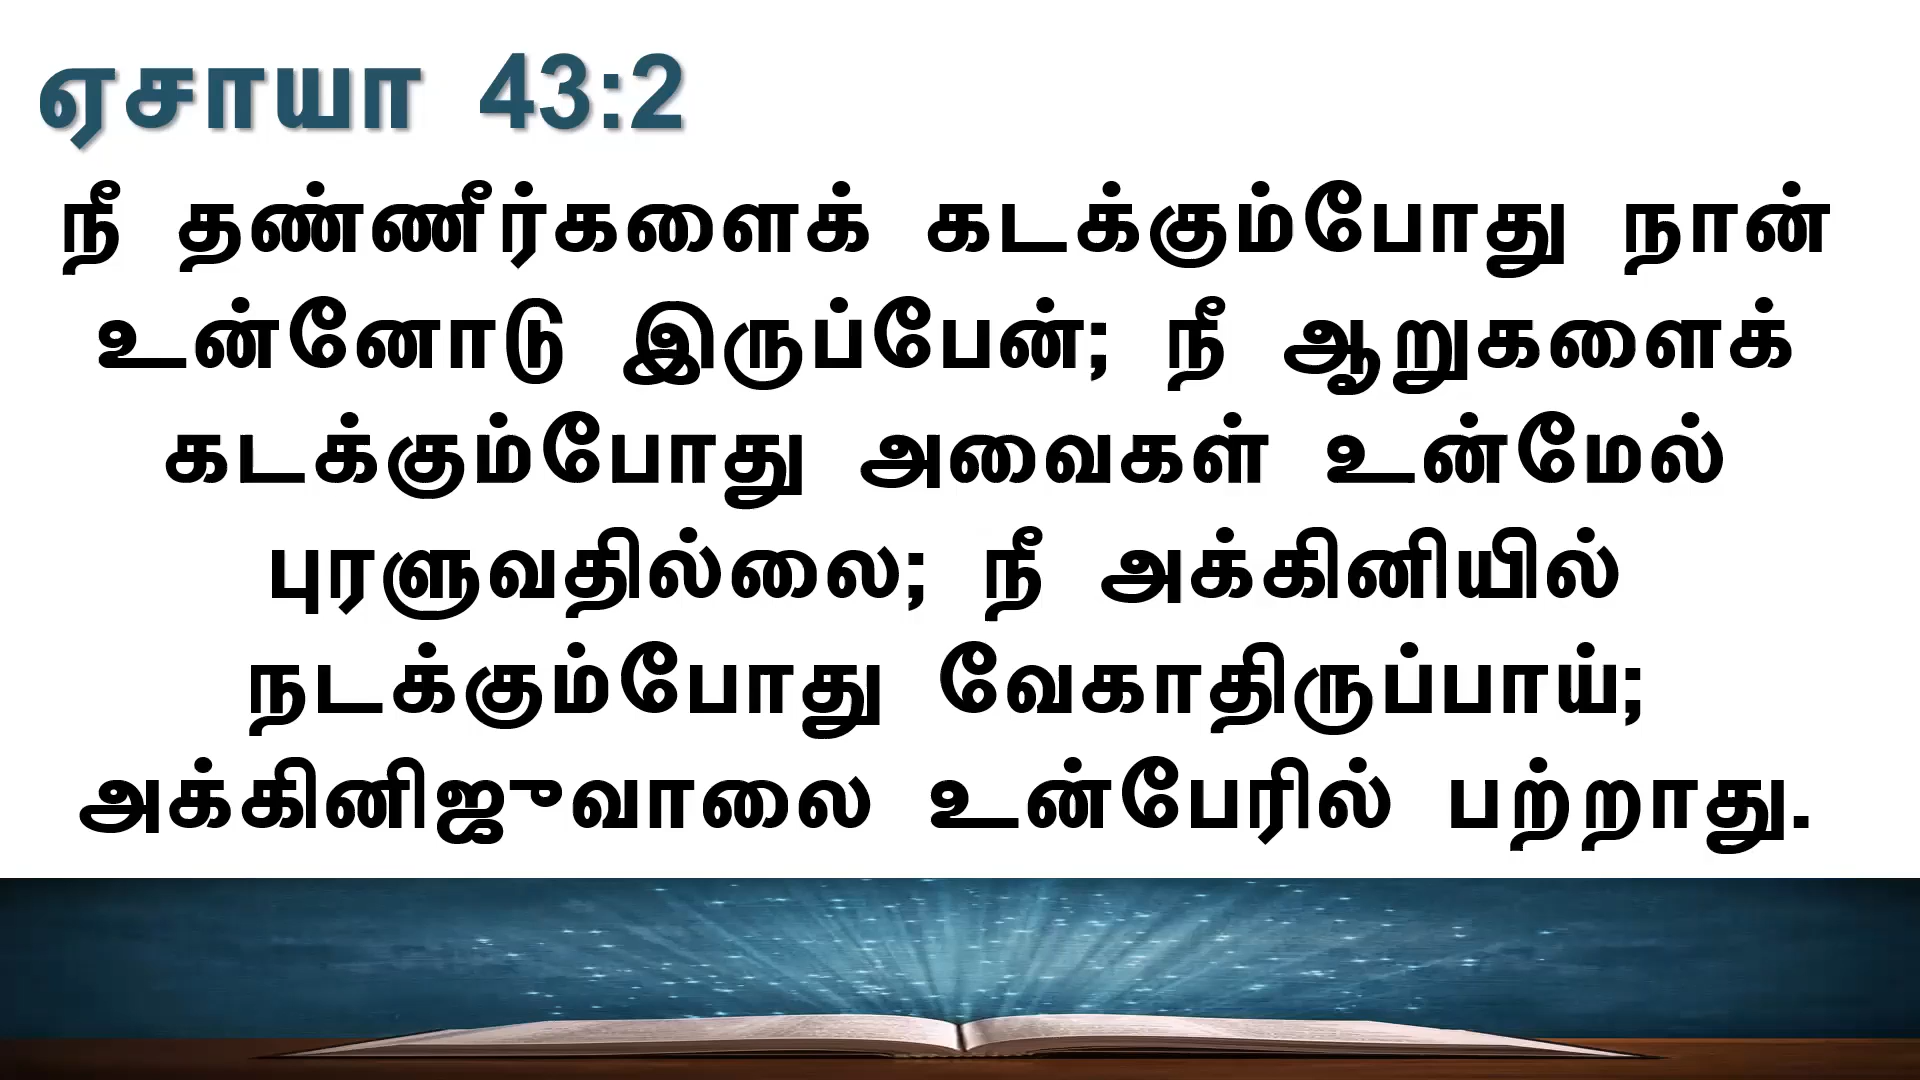 ஏசாயா 43:2
நீ தண்ணீர்களைக் கடக்கும்போது நான்
உன்னோடு இருப்பேன்; நீ ஆறுகளைக்
கடக்கும்போது அவைகள் உன்மேல்
புரளுவதில்லை; நீ அக்கினியில்
நடக்கும்போது வேகாதிருப்பாய்;
அக்கினிஜுவாலை உன்பேரில் பற்றாது.